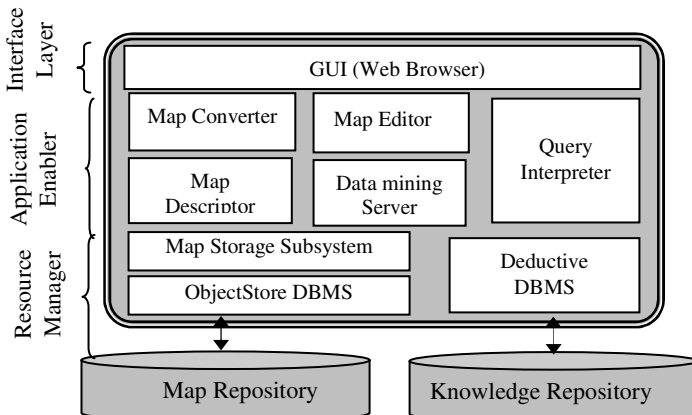 Interface
Layer
GUI (Web Browser)
Application
Enabler
Map Converter
Map Editor
Query
Interpreter
Map
Descriptor
Data mining
Server
Resource
Manager
Map Storage Subsystem
ObjectStore DBMS
Deductive
DBMS
Map Repository
Knowledge Repository